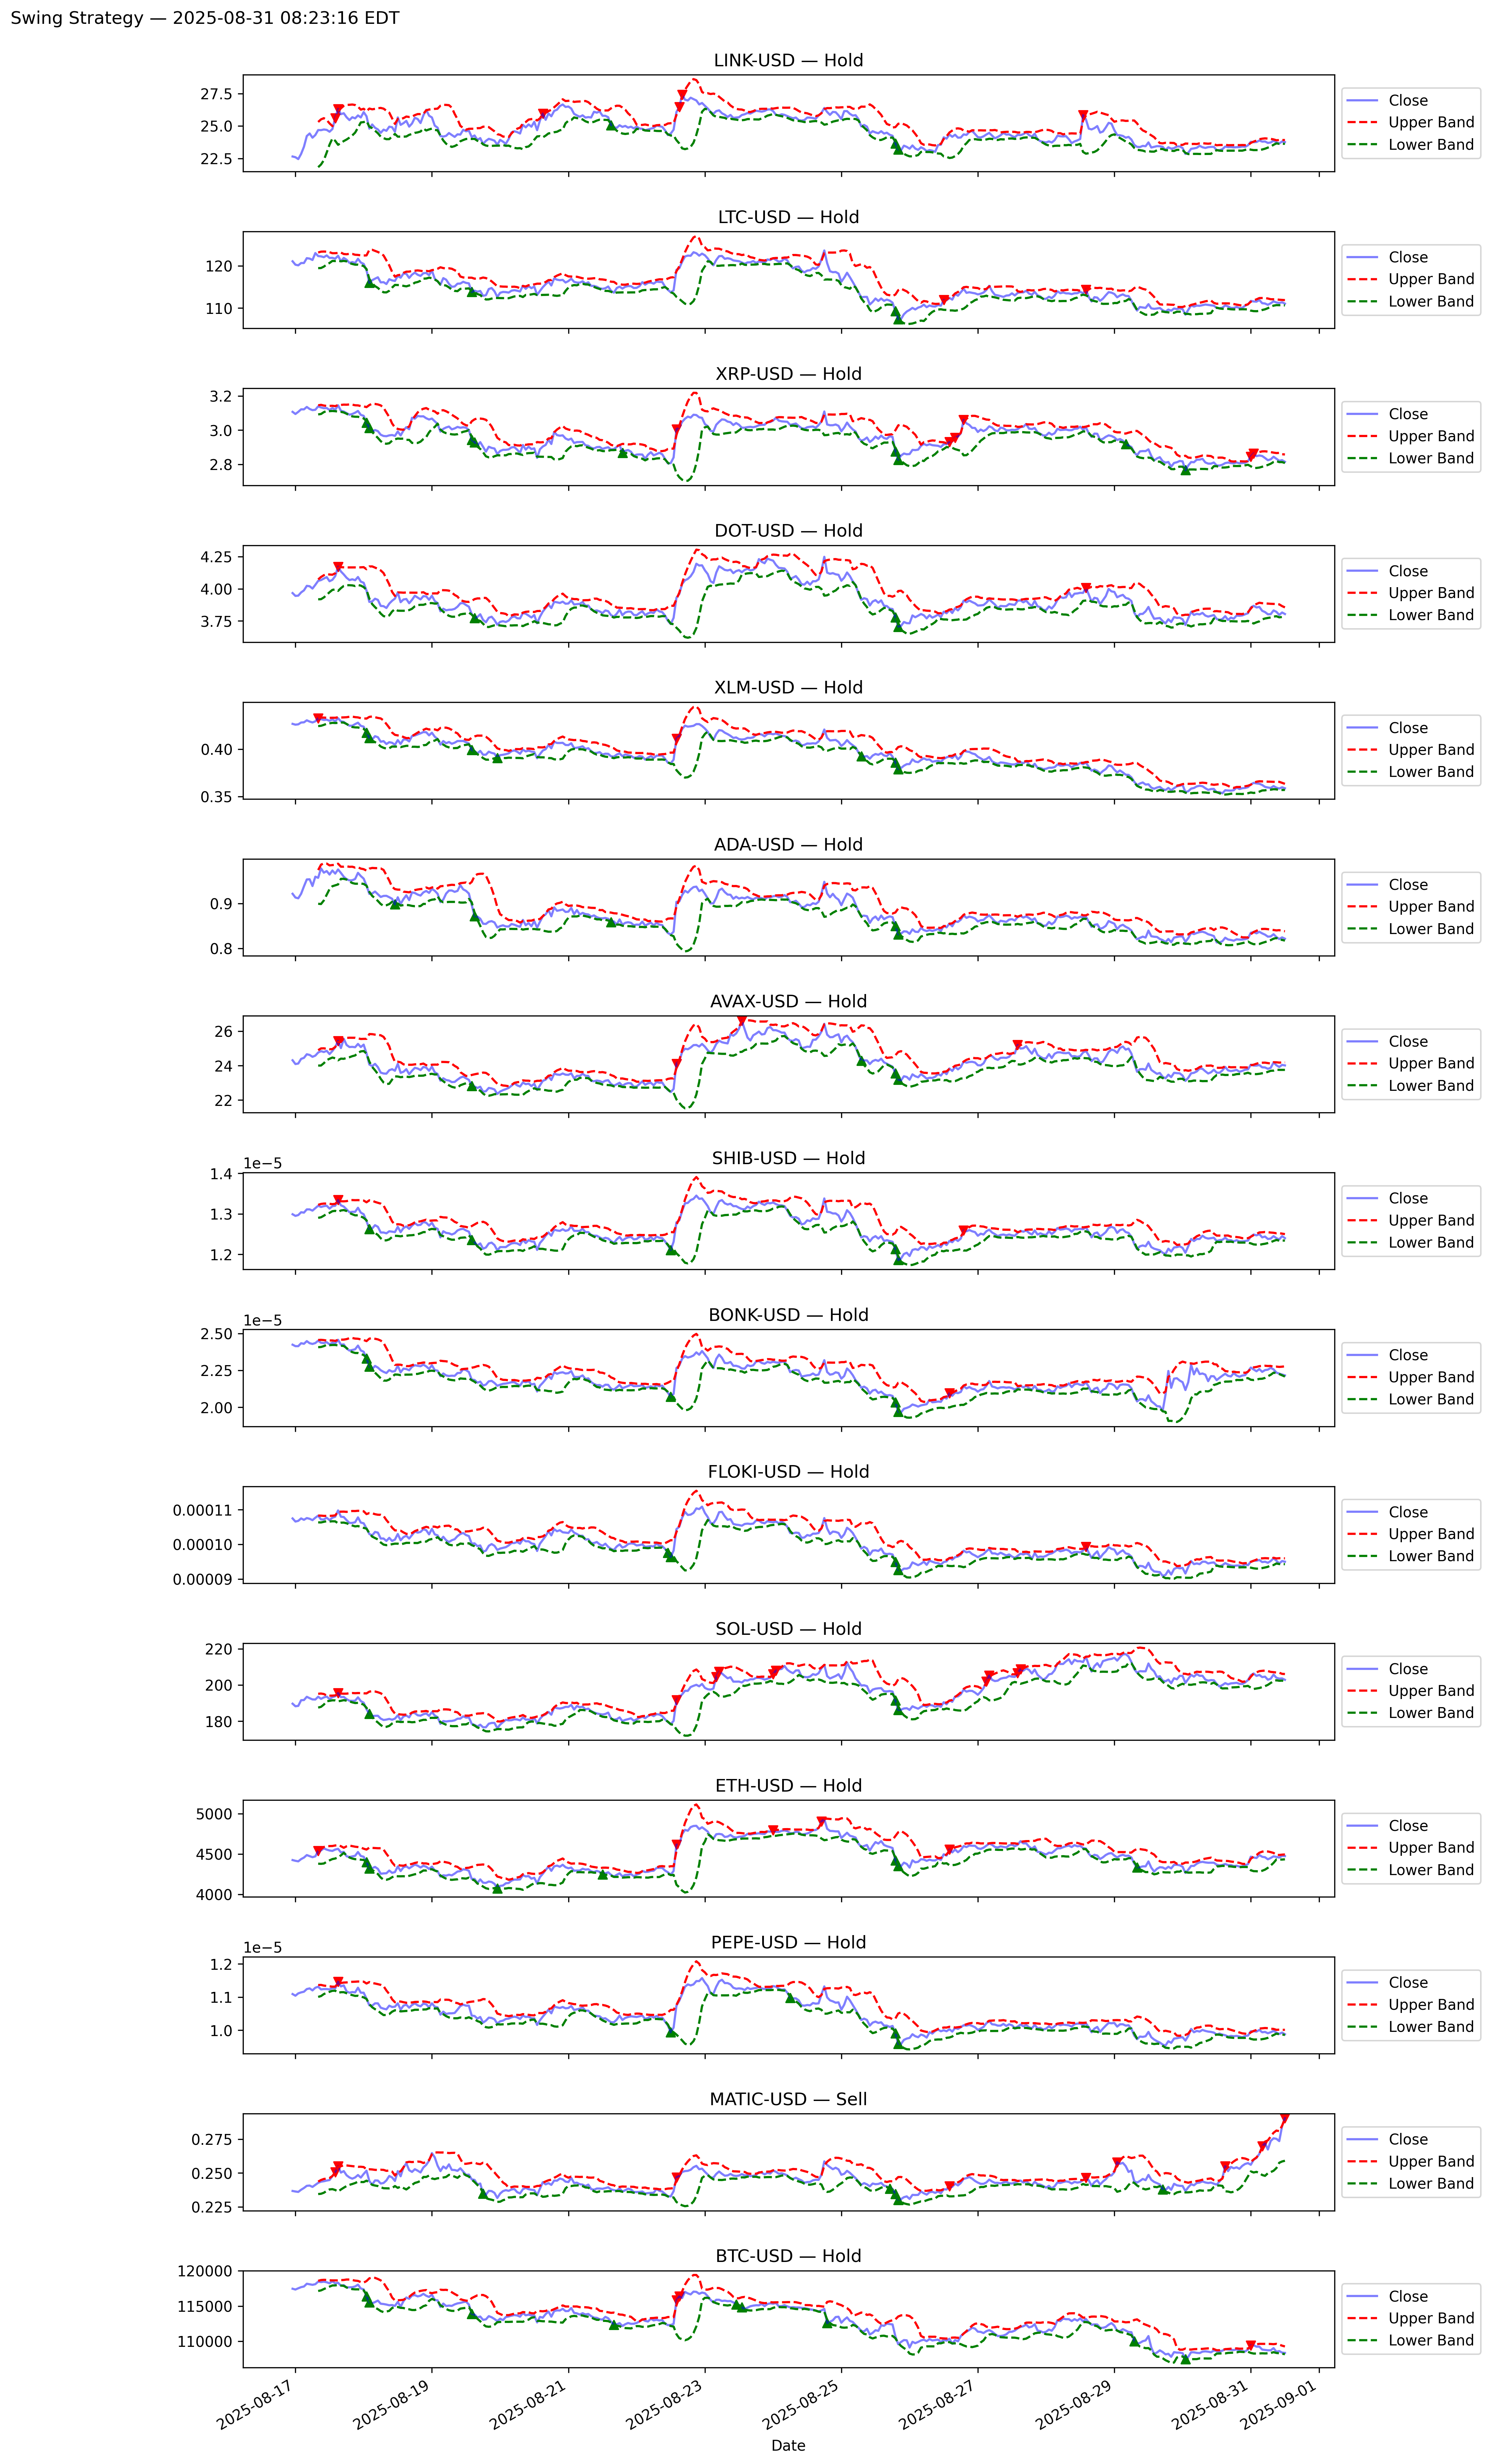 Swing Strategy — 2025-08-31 08:23:16 EDT
LINK-USD — Hold
27.5
25.0
22.5
Close
Upper Band
Lower Band
LTC-USD — Hold
120
110
Close
Upper Band
Lower Band
XRP-USD — Hold
3.2
3.0
2.8
Close
Upper Band
Lower Band
DOT-USD — Hold
4.25
4.00
3.75
Close
Upper Band
Lower Band
XLM-USD — Hold
0.40
0.35
Close
Upper Band
Lower Band
ADA-USD — Hold
0.9
0.8
Close
Upper Band
Lower Band
AVAX-USD — Hold
26
24
22
Close
Upper Band
Lower Band
SHIB-USD — Hold
1e−5
1.4
1.3
1.2
Close
Upper Band
Lower Band
BONK-USD — Hold
1e−5
2.50
2.25
2.00
Close
Upper Band
Lower Band
FLOKI-USD — Hold
0.00011
0.00010
0.00009
Close
Upper Band
Lower Band
SOL-USD — Hold
220
200
180
Close
Upper Band
Lower Band
ETH-USD — Hold
5000
4500
4000
Close
Upper Band
Lower Band
PEPE-USD — Hold
1e−5
1.2
1.1
1.0
Close
Upper Band
Lower Band
MATIC-USD — Sell
0.275
0.250
0.225
Close
Upper Band
Lower Band
BTC-USD — Hold
120000
115000
110000
Close
Upper Band
Lower Band
2025-08-17
2025-08-19
2025-08-21
2025-08-23
2025-08-25
2025-08-27
2025-08-29
2025-08-31
2025-09-01
Date